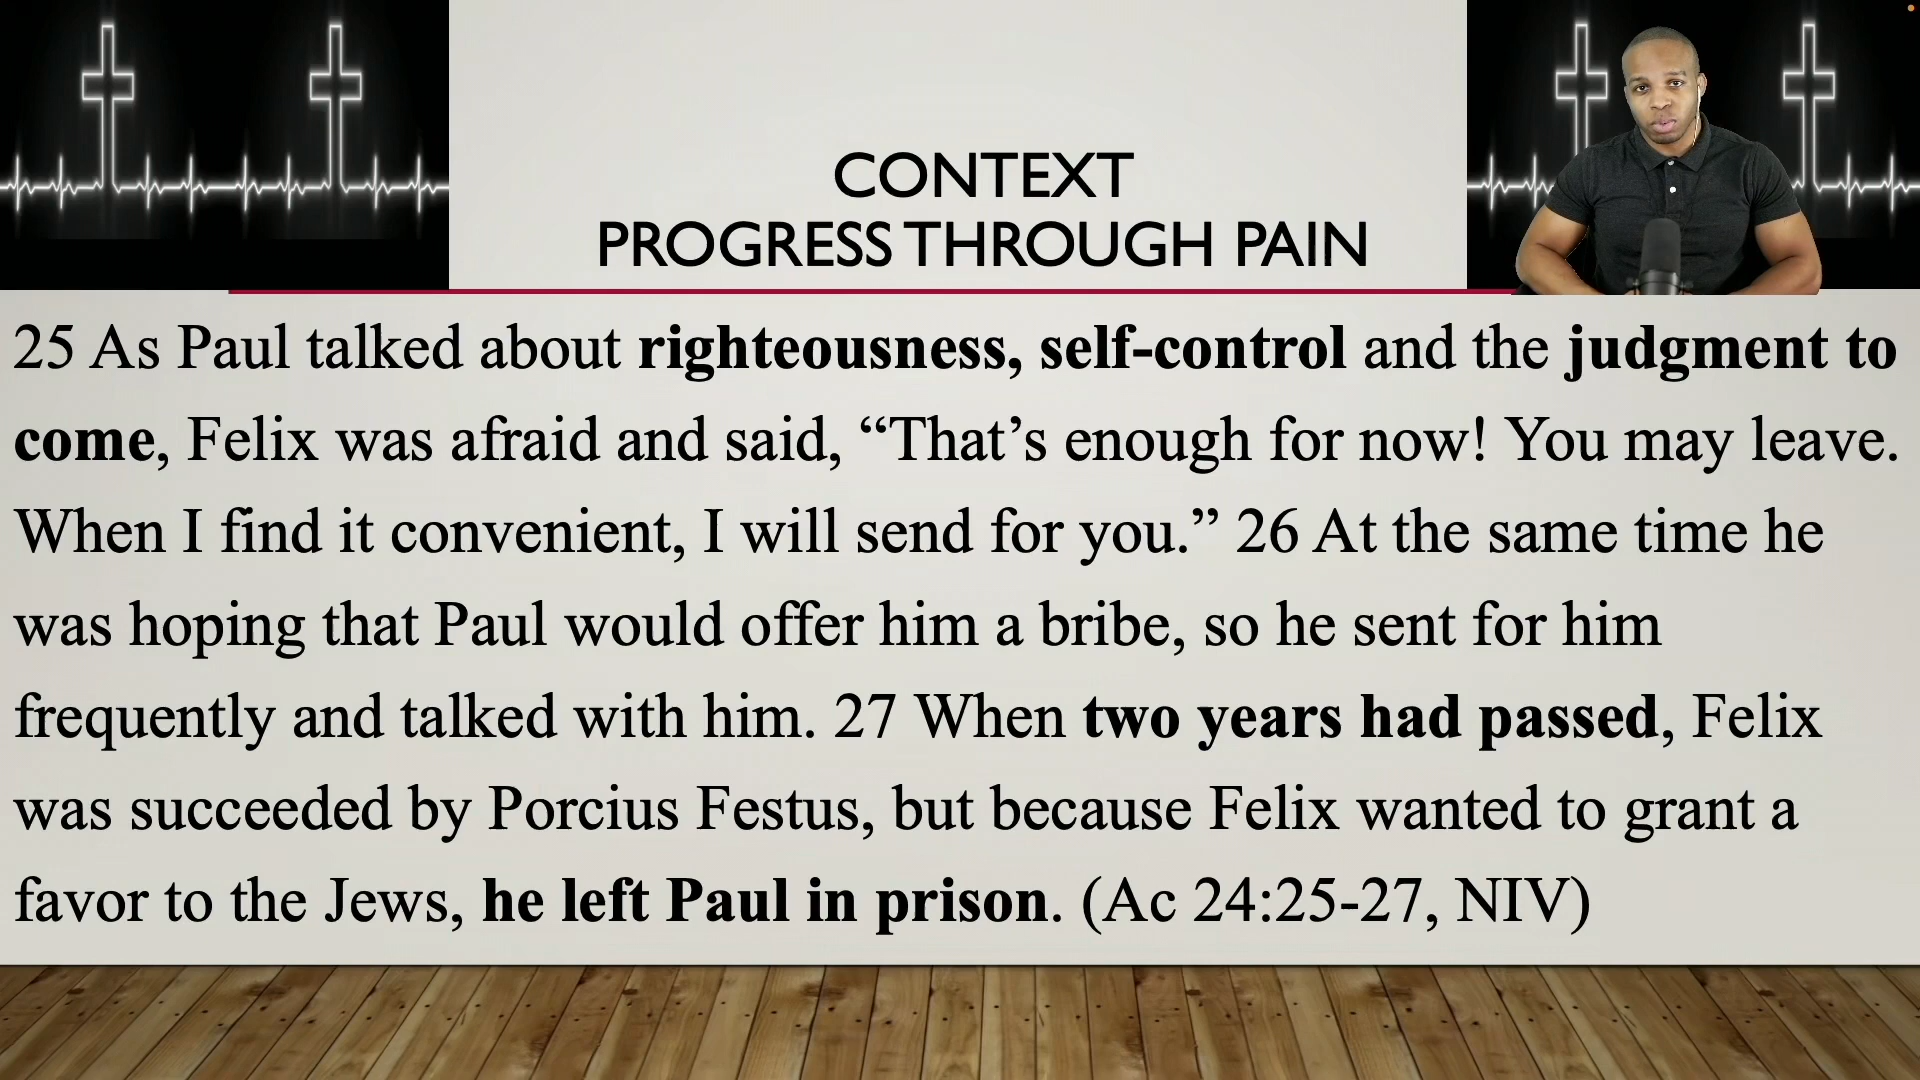 CONTEXT
PROGRESS THROUGH PAIN
25 As Paul talked about righteousness, self-control and the judgment to
come, Felix was afraid and said, “That’s enough for now! You may leave.
When I find it convenient, I will send for you.” 26 At the same time he
was hoping that Paul would offer him a bribe, so he sent for him
frequently and talked with him. 27 When two years had passed, Felix
was succeeded by Porcius Festus, but because Felix wanted to grant a
favor to the Jews, he left Paul in prison. (Ac 24:25-27, NIV)